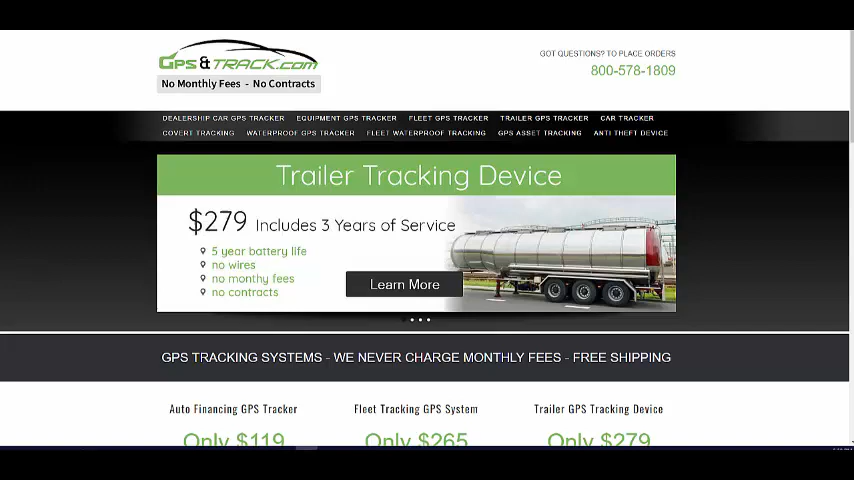 GPS&TRACK.COM
No Monthly Fees - No Contracts
GOT QUESTIONS? TO PLACE ORDERS
800-578-1809
DEALERSHIP CAR GPS TRACKER EQUIPMENT GPS TRACKER FLEET GPS TRACKER TRAILER GPS TRACKER CAR TRACKER
COVERT TRACKING WATERPROOF GPS TRACKER FLEET WATERPROOF TRACKING GPS ASSET TRACKING ANTI THEFT DEVICE
Trailer Tracking Device
$279 Includes 3 Years of Service
5 year battery life
no wires
no monthy fees
no contracts
Learn More
GPS TRACKING SYSTEMS - WE NEVER CHARGE MONTHLY FEES - FREE SHIPPING
Auto Financing GPS Tracker Fleet Tracking GPS System Trailer GPS Tracking Device
Only $119 Only $265 Only $279